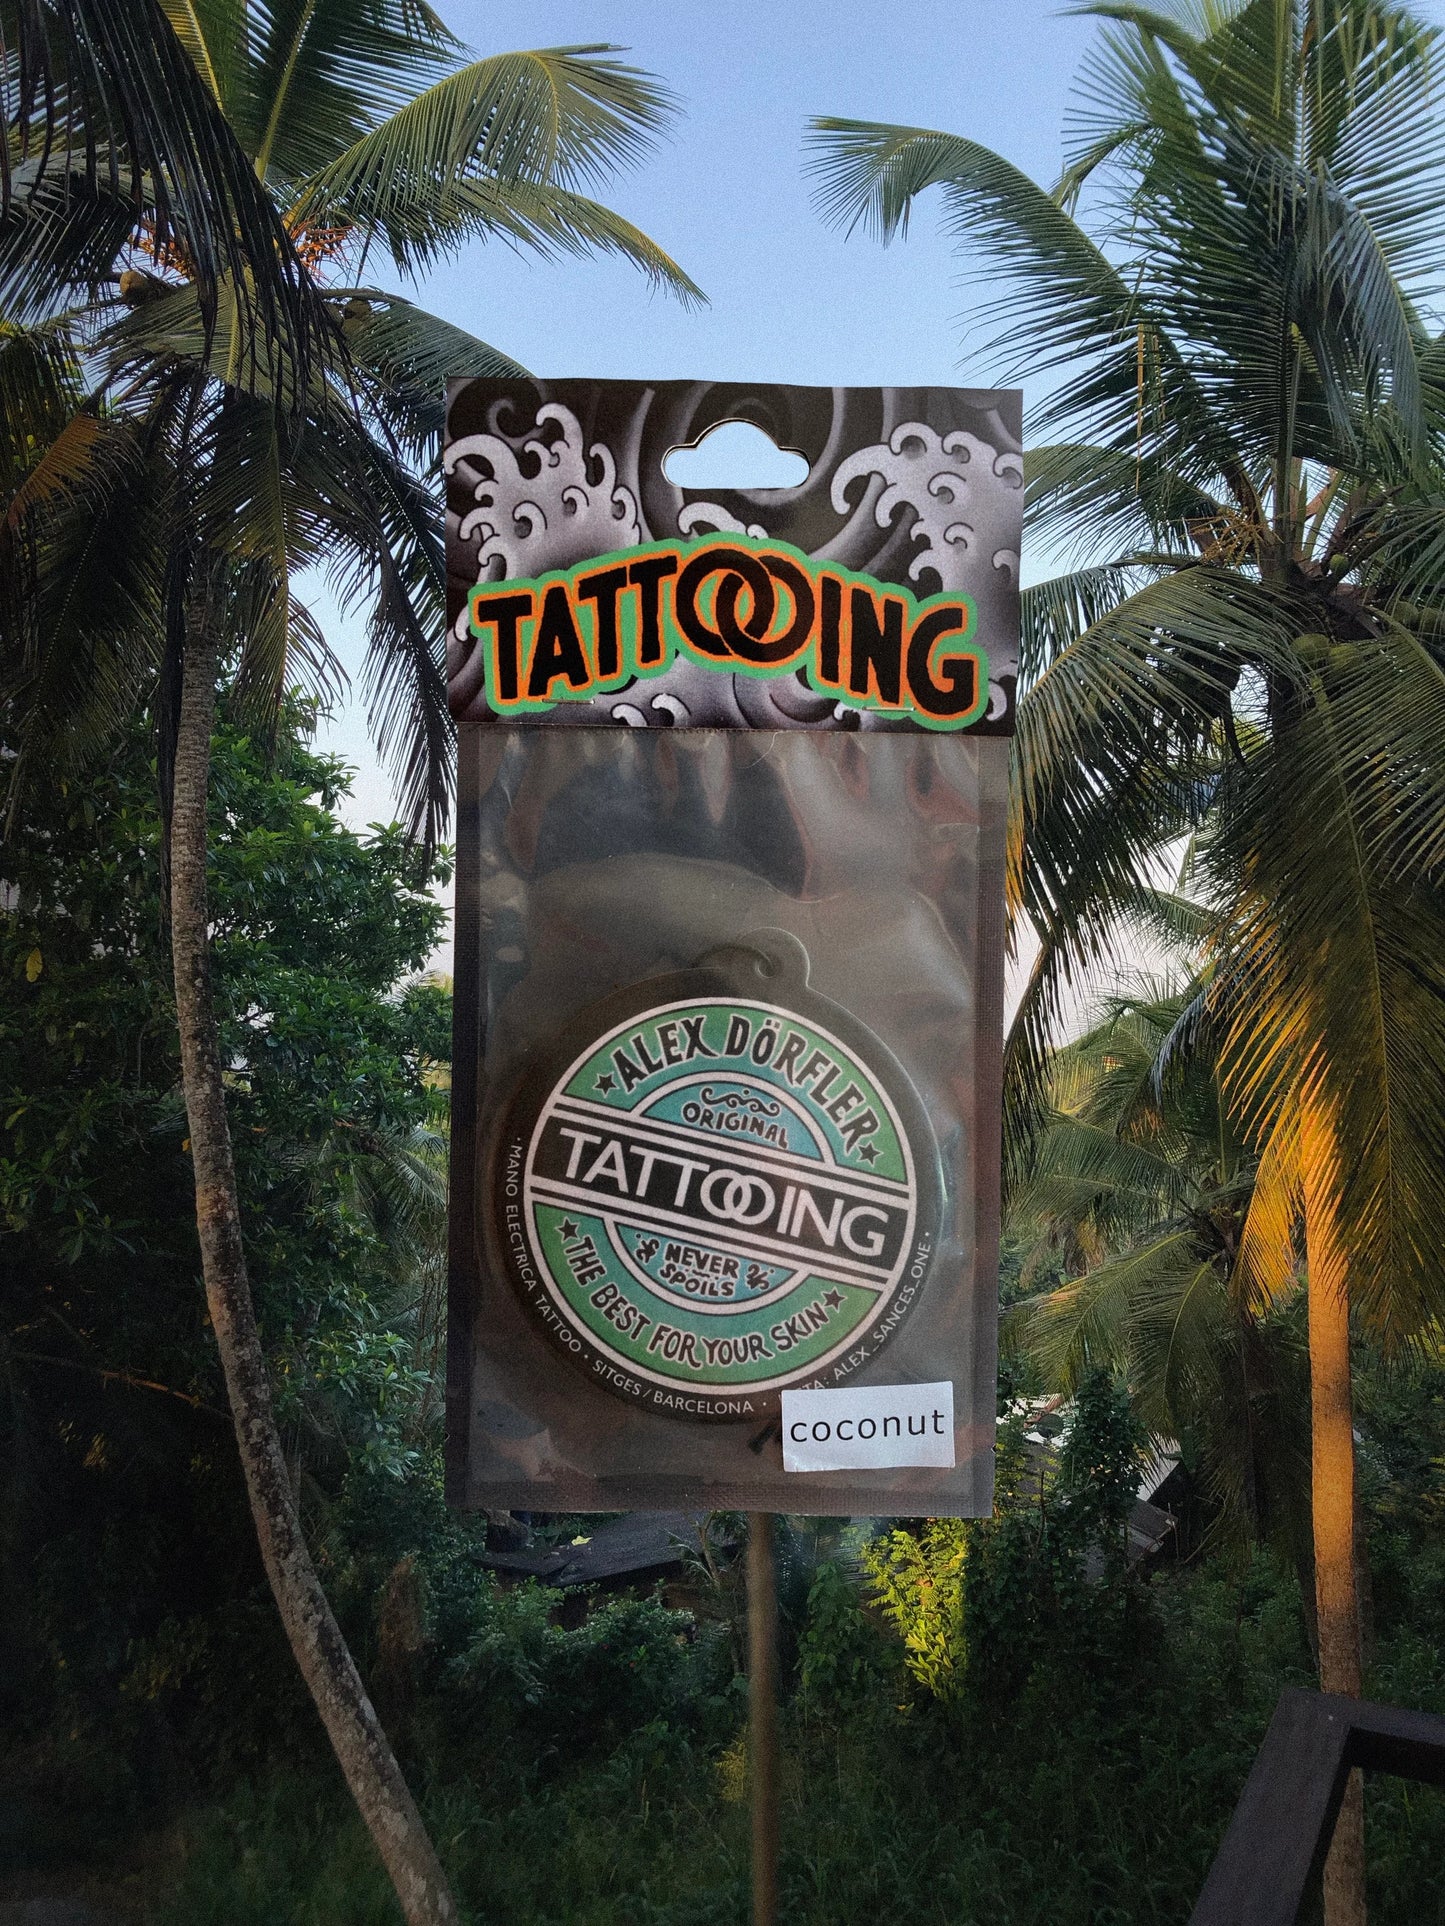 TATTOOING
ALEX DÖRFLER
ORIGINAL
TATTOOING
NEVER
SPOILS
THE BEST FOR YOUR SKIN
· MANO ELECTRICA TATTOO · SITGES / BARCELONA ·
ALEX_SANCES_ONE ·
coconut